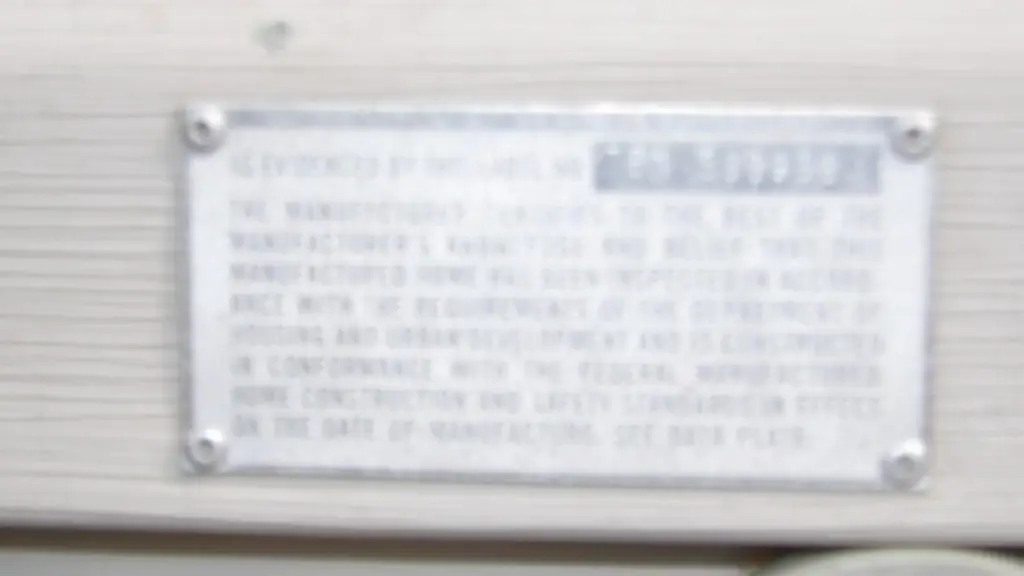 AS EVIDENCED BY THIS LABEL NO.
THE MANUFACTURER CERTIFIES TO THE BEST OF THE
MANUFACTURER'S KNOWLEDGE AND BELIEF THAT THIS
MANUFACTURED HOME HAS BEEN INSPECTED IN ACCORD-
ANCE WITH THE REQUIREMENTS OF THE DEPARTMENT OF
HOUSING AND URBAN DEVELOPMENT AND IS CONSTRUCTED
IN CONFORMANCE WITH THE FEDERAL MANUFACTURED
HOME CONSTRUCTION AND SAFETY STANDARDS IN EFFECT
ON THE DATE OF MANUFACTURE. SEE DATA PLATE.